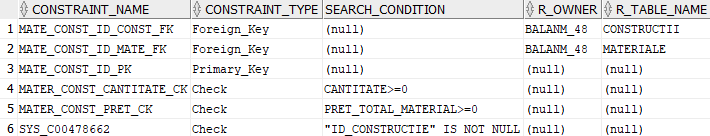 CONSTRAINT_NAME CONSTRAINT_TYPE SEARCH_CONDITION R_OWNER R_TABLE_NAME
1 MATE_CONST_ID_CONST_FK Foreign_Key (null) BALANM_48 CONSTRUCTII
2 MATE_CONST_ID_MATE_FK Foreign_Key (null) BALANM_48 MATERIALE
3 MATE_CONST_ID_PK Primary_Key (null) (null) (null)
4 MATER_CONST_CANTITATE_CK Check CANTITATE>=0 (null) (null)
5 MATER_CONST_PRET_CK Check PRET_TOTAL_MATERIAL>=0 (null) (null)
6 SYS_C00478662 Check "ID_CONSTRUCTIE" IS NOT NULL (null) (null)